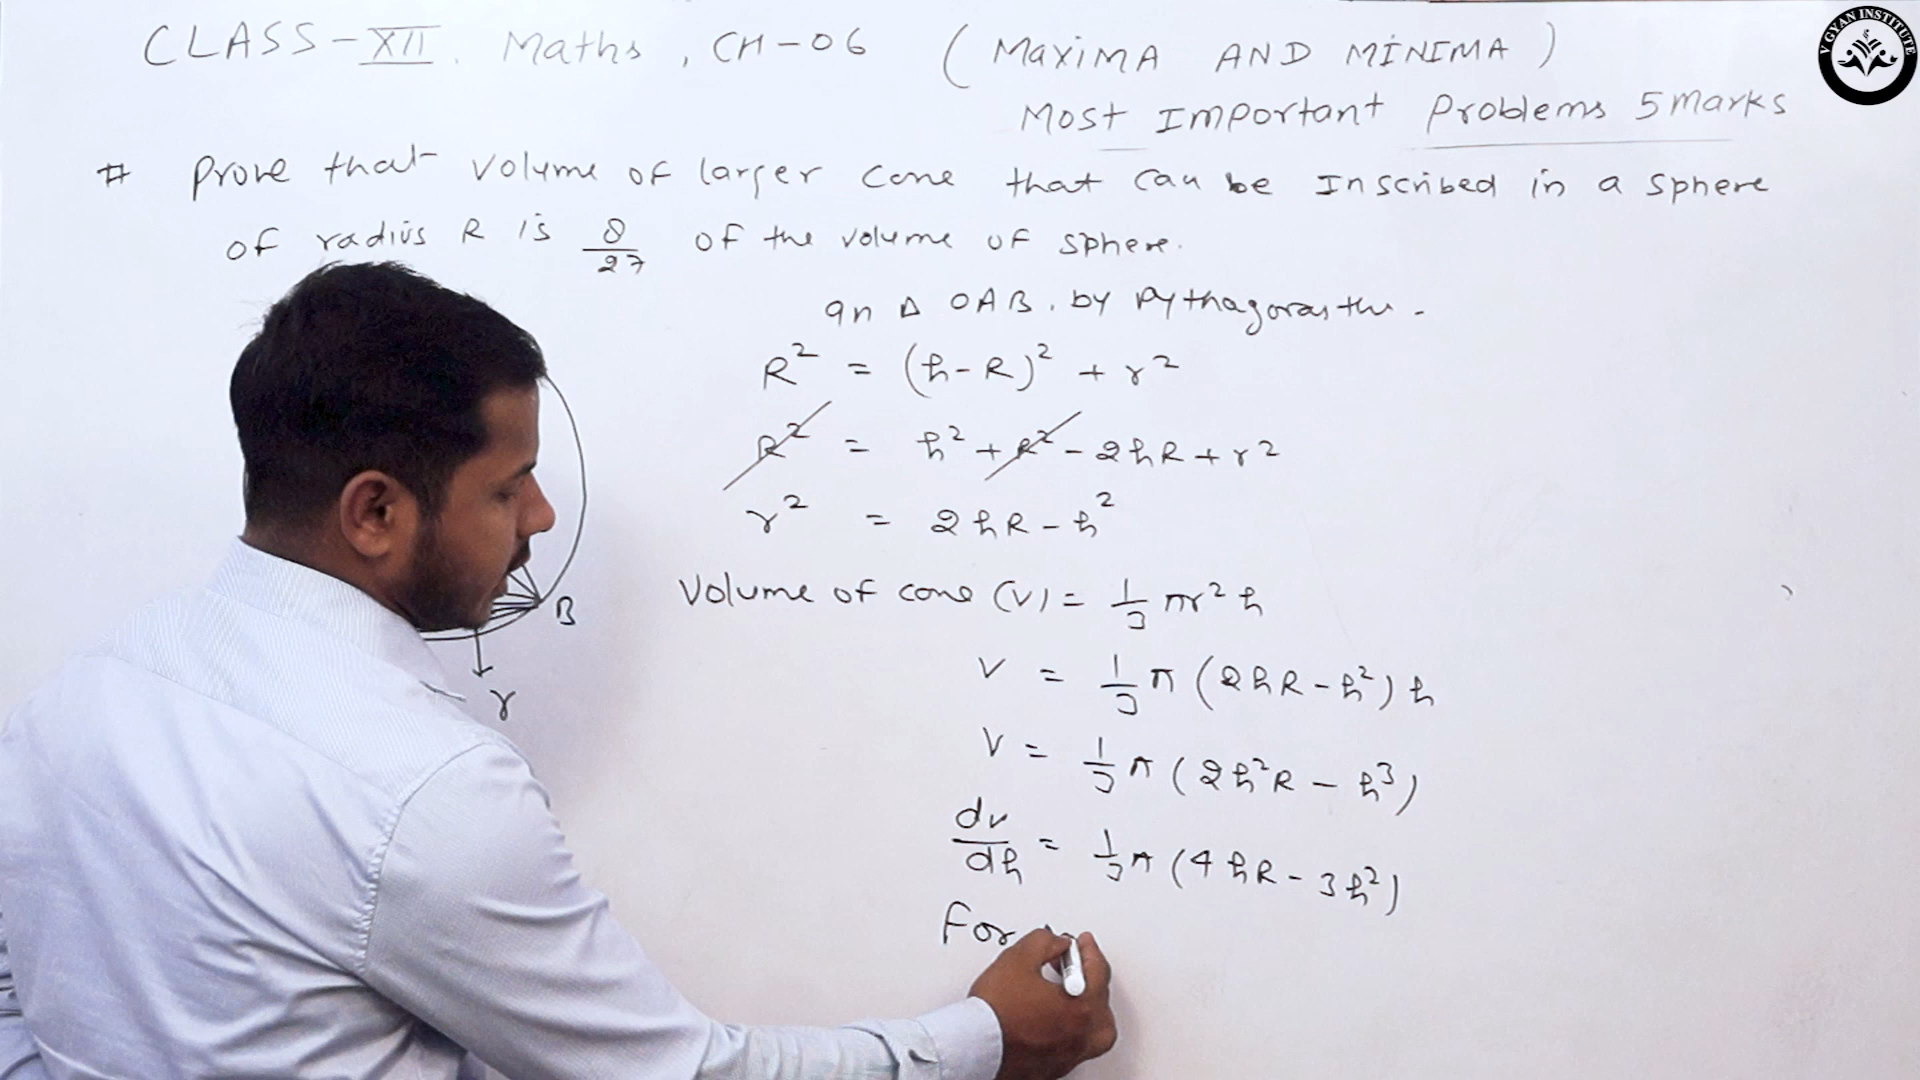 CLASS-XII. Maths, CH-06 (MAXIMA AND MINIMA)
V GYAN INSTITUTE
Most Important Problems 5 Marks
# Prove that volume of larger cone that can be Inscribed in a sphere
of radius R is 8/27 of the volume of sphere.
In Δ OAB, by Pythagoras th.
R² = (h-R)² + r²
R² = h² + R² - 2hR + r²
r² = 2hR - h²
Volume of cone (V) = 1/3 πr²h
B
V = 1/3 π (2hR - h²) h
r
V = 1/3 π (2h²R - h³)
dv/dh = 1/3 π (4hR - 3h²)
For